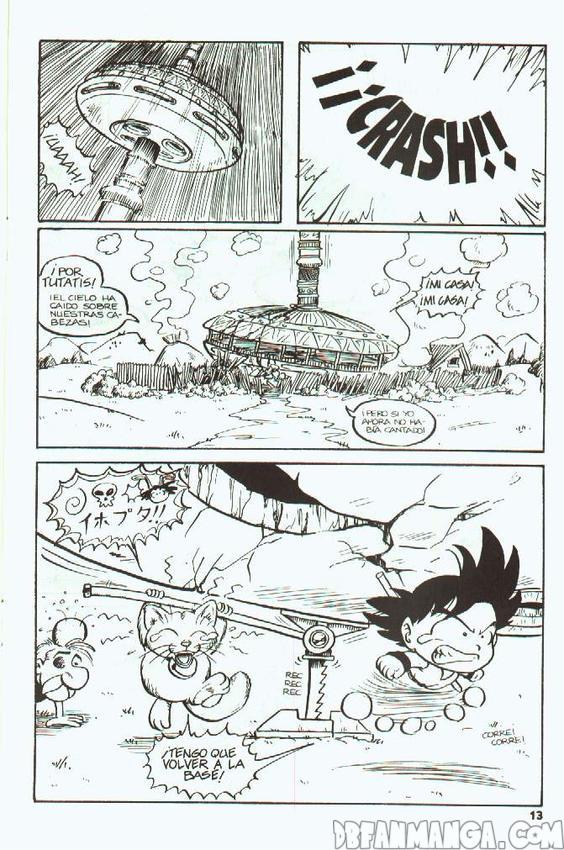 ¡UAAAH!
¡¡CRASH!!
¡POR
TUTATIS!
¡EL CIELO HA
CAIDO SOBRE
NUESTRAS CA-
BEZAS!
¡MI CASA!
¡MI CASA!
¡PERO SI YO
AHORA NO HA-
BÍA CANTADO!
イホプタ!!
REC
REC
REC
¡TENGO QUE
VOLVER A LA
BASE!
CORRE!
CORRE!
13
DBFANMANGA.COM